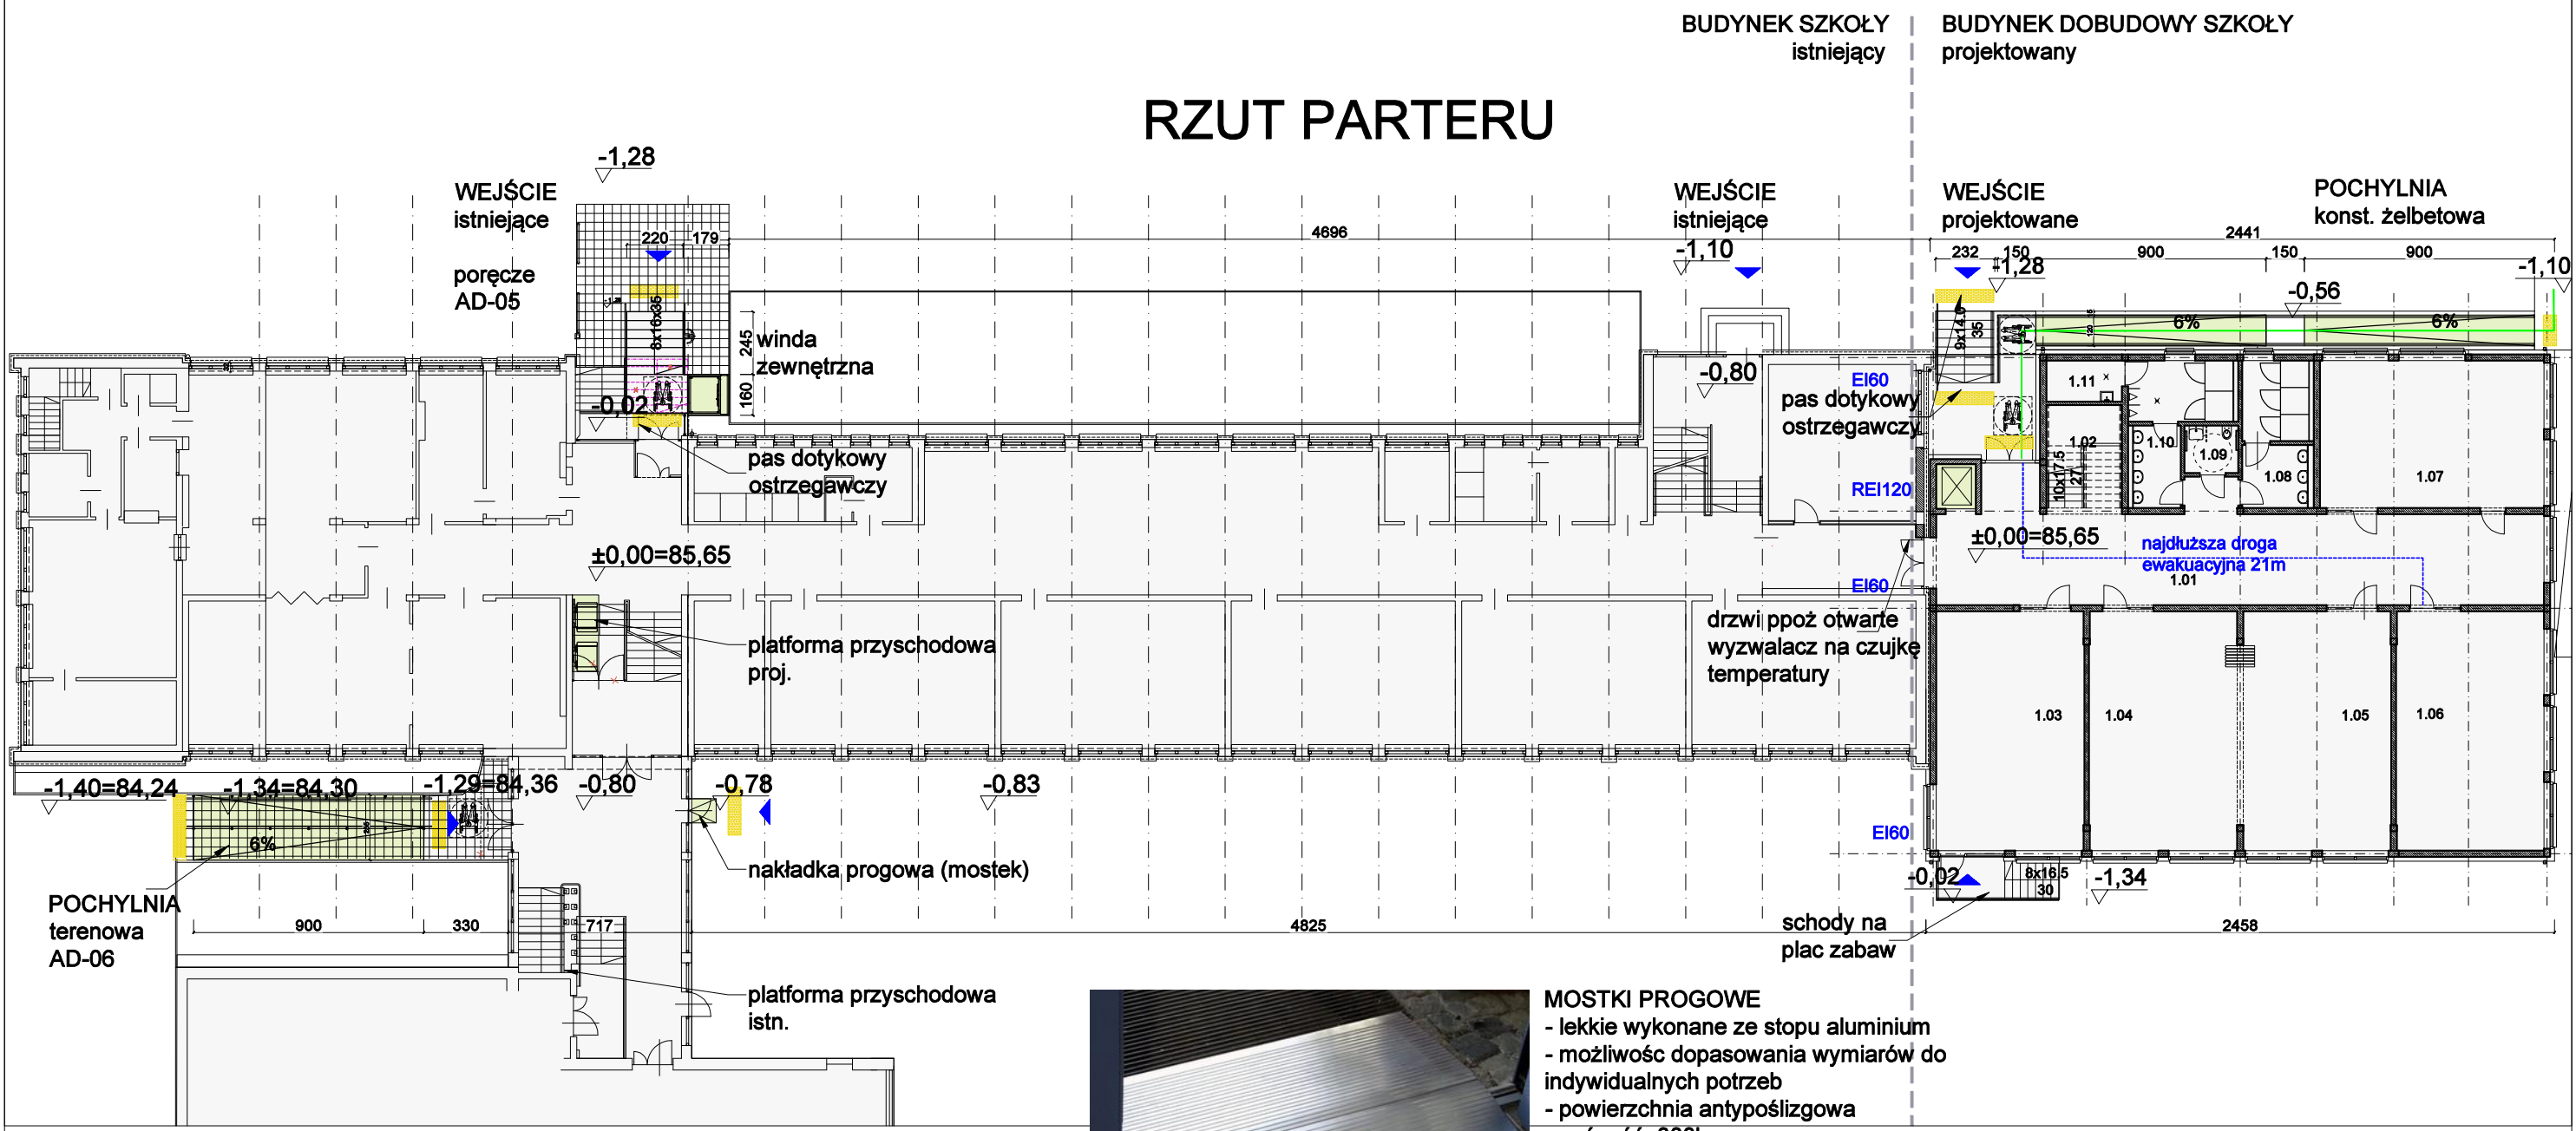 BUDYNEK SZKOŁY
istniejący
BUDYNEK DOBUDOWY SZKOŁY
projektowany
RZUT PARTERU
-1,28
WEJŚCIE
istniejące
poręcze
AD-05
220
179
4696
WEJŚCIE
istniejące
-1,10
WEJŚCIE
projektowane
POCHYLNIA
konst. żelbetowa
2441
232
150
900
150
900
-1,28
-1,10
-0,56
6%
6%
8x16x35
245
160
winda
zewnętrzna
-0,02
pas dotykowy
ostrzegawczy
-0,80
EI60
pas dotykowy
ostrzegawczy
REI120
35
1.11
1.02
10x17.5
27
1.10
1.09
1.08
1.07
±0,00=85,65
±0,00=85,65
najdłuższa droga
ewakuacyjna 21m
1.01
EI60
platforma przyschodowa
proj.
drzwi ppoż otwarte
wyzwalacz na czujkę
temperatury
1.03
1.04
1.05
1.06
-1,40=84,24
-1,34=84,30
-1,29=84,36
-0,80
-0,78
-0,83
6%
EI60
nakładka progowa (mostek)
-0,02
8x16.5
30
-1,34
POCHYLNIA
terenowa
AD-06
900
330
717
4825
2458
schody na
plac zabaw
platforma przyschodowa
istn.
MOSTKI PROGOWE
- lekkie wykonane ze stopu aluminium
- możliwośc dopasowania wymiarów do
indywidualnych potrzeb
- powierzchnia antypoślizgowa